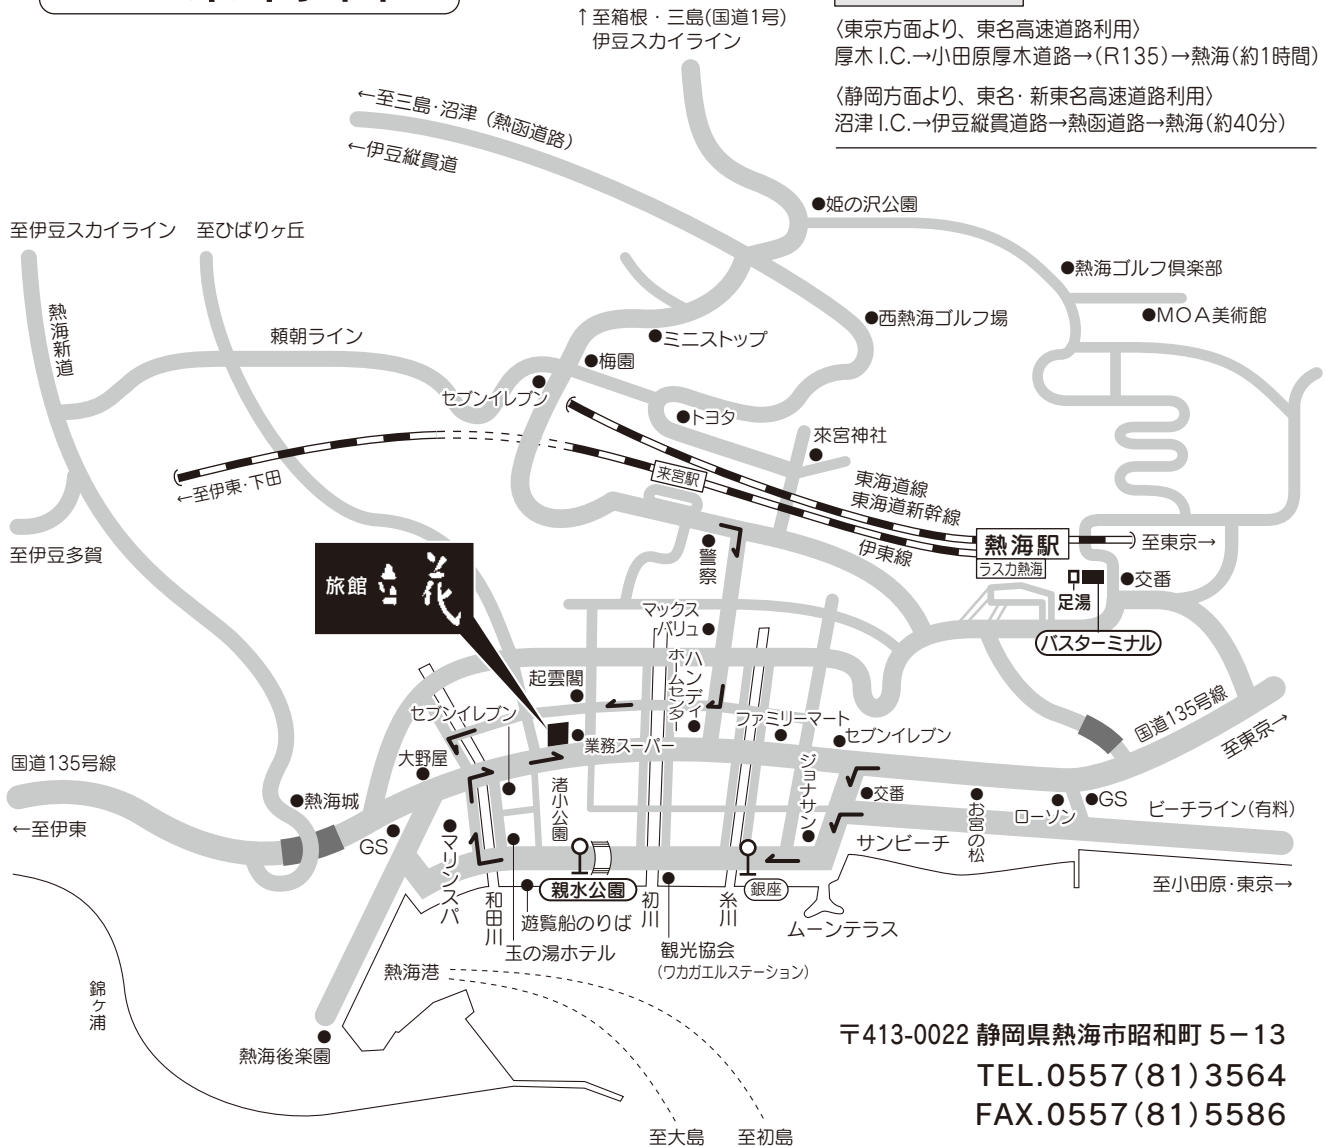 ↑至箱根・三島(国道1号)
伊豆スカイライン
〈東京方面より、東名高速道路利用〉
厚木I.C.→小田原厚木道路→(R135)→熱海(約1時間)
〈静岡方面より、東名・新東名高速道路利用〉
沼津I.C.→伊豆縦貫道路→熱函道路→熱海(約40分)
←至三島・沼津（熱函道路）
←伊豆縦貫道
姫の沢公園
至伊豆スカイライン
至ひばりヶ丘
熱海ゴルフ倶楽部
MOA美術館
西熱海ゴルフ場
熱海新道
頼朝ライン
ミニストップ
梅園
セブンイレブン
トヨタ
來宮神社
来宮駅
東海道線
東海道新幹線
伊東線
←至伊東・下田
熱海駅
ラスカ熱海
至東京→
至伊豆多賀
警察
足湯
交番
バスターミナル
旅館 立花
マックス
バリュ
ハンディ
ホームセンター
起雲閣
セブンイレブン
ファミリーマート
セブンイレブン
業務スーパー
国道135号線
至東京→
大野屋
国道135号線
←至伊東
熱海城
GS
マリンスパ
渚小公園
ジョナサン
交番
お宮の松
ローソン
GS
ビーチライン(有料)
サンビーチ
至小田原・東京→
親水公園
銀座
和田川
初川
糸川
ムーンテラス
遊覧船のりば
玉の湯ホテル
観光協会
(ワカガエルステーション)
熱海港
錦ヶ浦
熱海後楽園
至大島
至初島
〒413-0022 静岡県熱海市昭和町 5−13
TEL.0557(81)3564
FAX.0557(81)5586